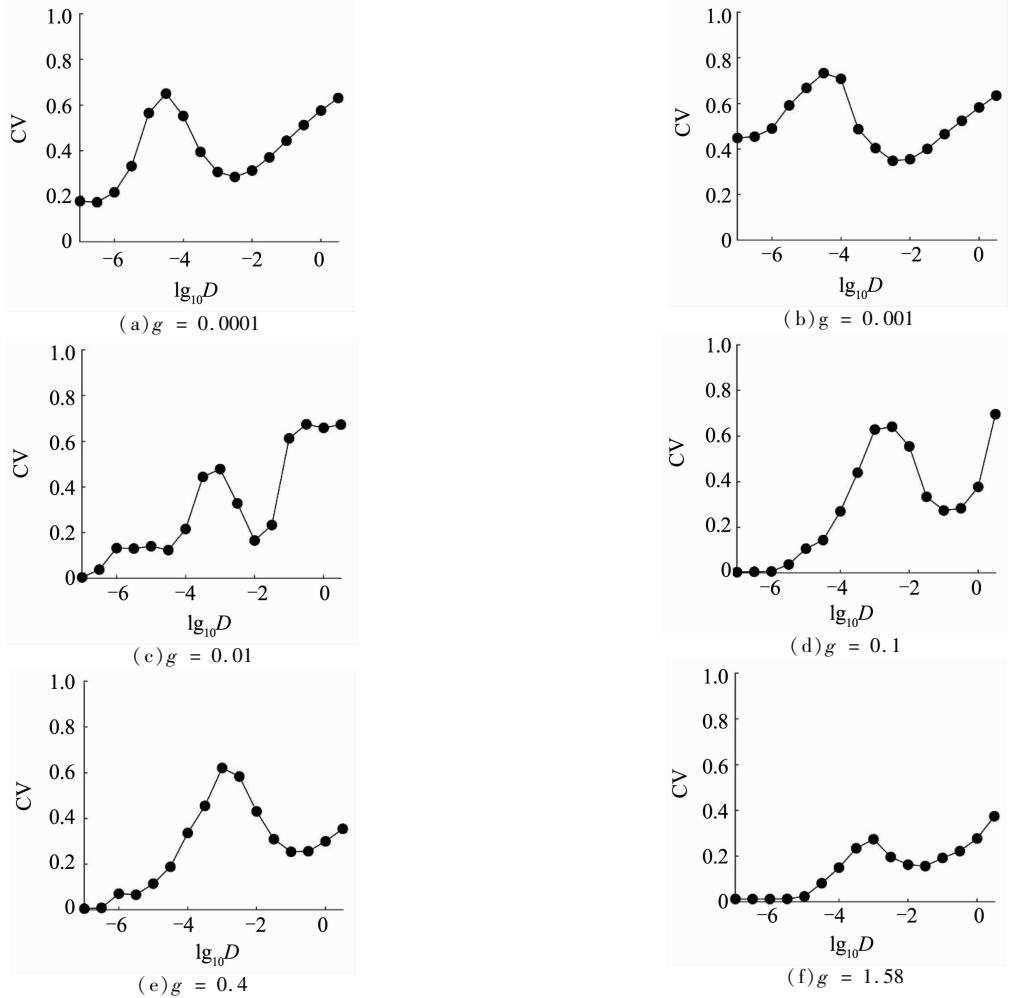 1.0
0.8
0.6
0.4
0.2
0
CV
−6 −4 −2 0
lg₁₀D
(a)g = 0.0001
1.0
0.8
0.6
0.4
0.2
0
CV
−6 −4 −2 0
lg₁₀D
(b)g = 0.001
1.0
0.8
0.6
0.4
0.2
0
CV
−6 −4 −2 0
lg₁₀D
(c)g = 0.01
1.0
0.8
0.6
0.4
0.2
0
CV
−6 −4 −2 0
lg₁₀D
(d)g = 0.1
1.0
0.8
0.6
0.4
0.2
0
CV
−6 −4 −2 0
lg₁₀D
(e)g = 0.4
1.0
0.8
0.6
0.4
0.2
0
CV
−6 −4 −2 0
lg₁₀D
(f)g = 1.58